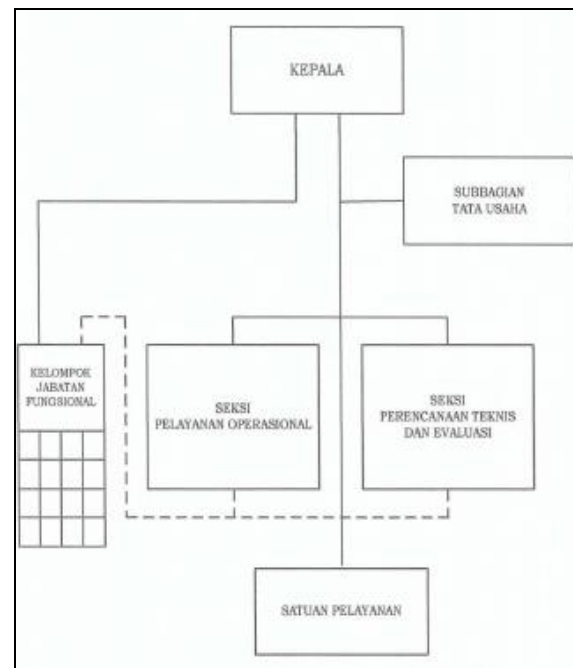 KEPALA
SUBBAGIAN
TATA USAHA
KELOMPOK
JABATAN
FUNGSIONAL
SEKSI
PELAYANAN OPERASIONAL
SEKSI
PERENCANAAN TEKNIS
DAN EVALUASI
SATUAN PELAYANAN